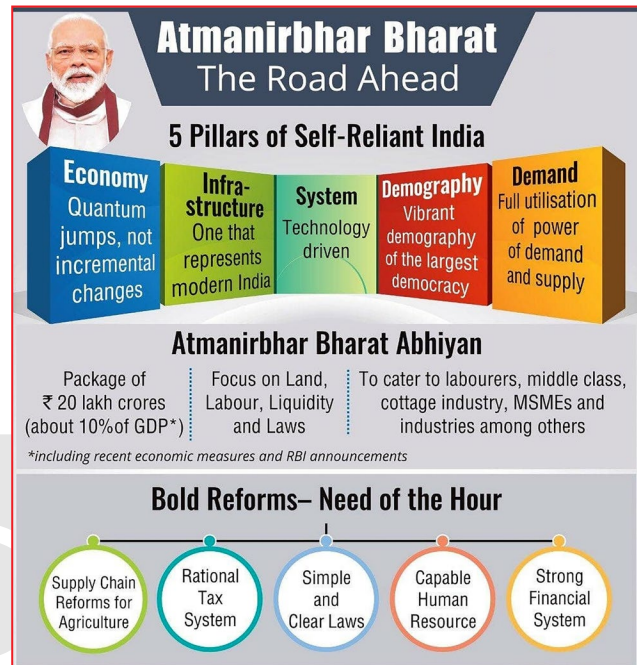 Atmanirbhar Bharat
The Road Ahead
5 Pillars of Self-Reliant India
Economy
Quantum
jumps, not
incremental
changes
Infra-
structure
One that
represents
modern India
System
Technology
driven
Demography
Vibrant
demography
of the largest
democracy
Demand
Full utilisation
of power
of demand
and supply
Atmanirbhar Bharat Abhiyan
Package of
₹ 20 lakh crores
(about 10%of GDP*)
Focus on Land,
Labour, Liquidity
and Laws
To cater to labourers, middle class,
cottage industry, MSMEs and
industries among others
*including recent economic measures and RBI announcements
Bold Reforms– Need of the Hour
Supply Chain
Reforms for
Agriculture
Rational
Tax
System
Simple
and
Clear Laws
Capable
Human
Resource
Strong
Financial
System